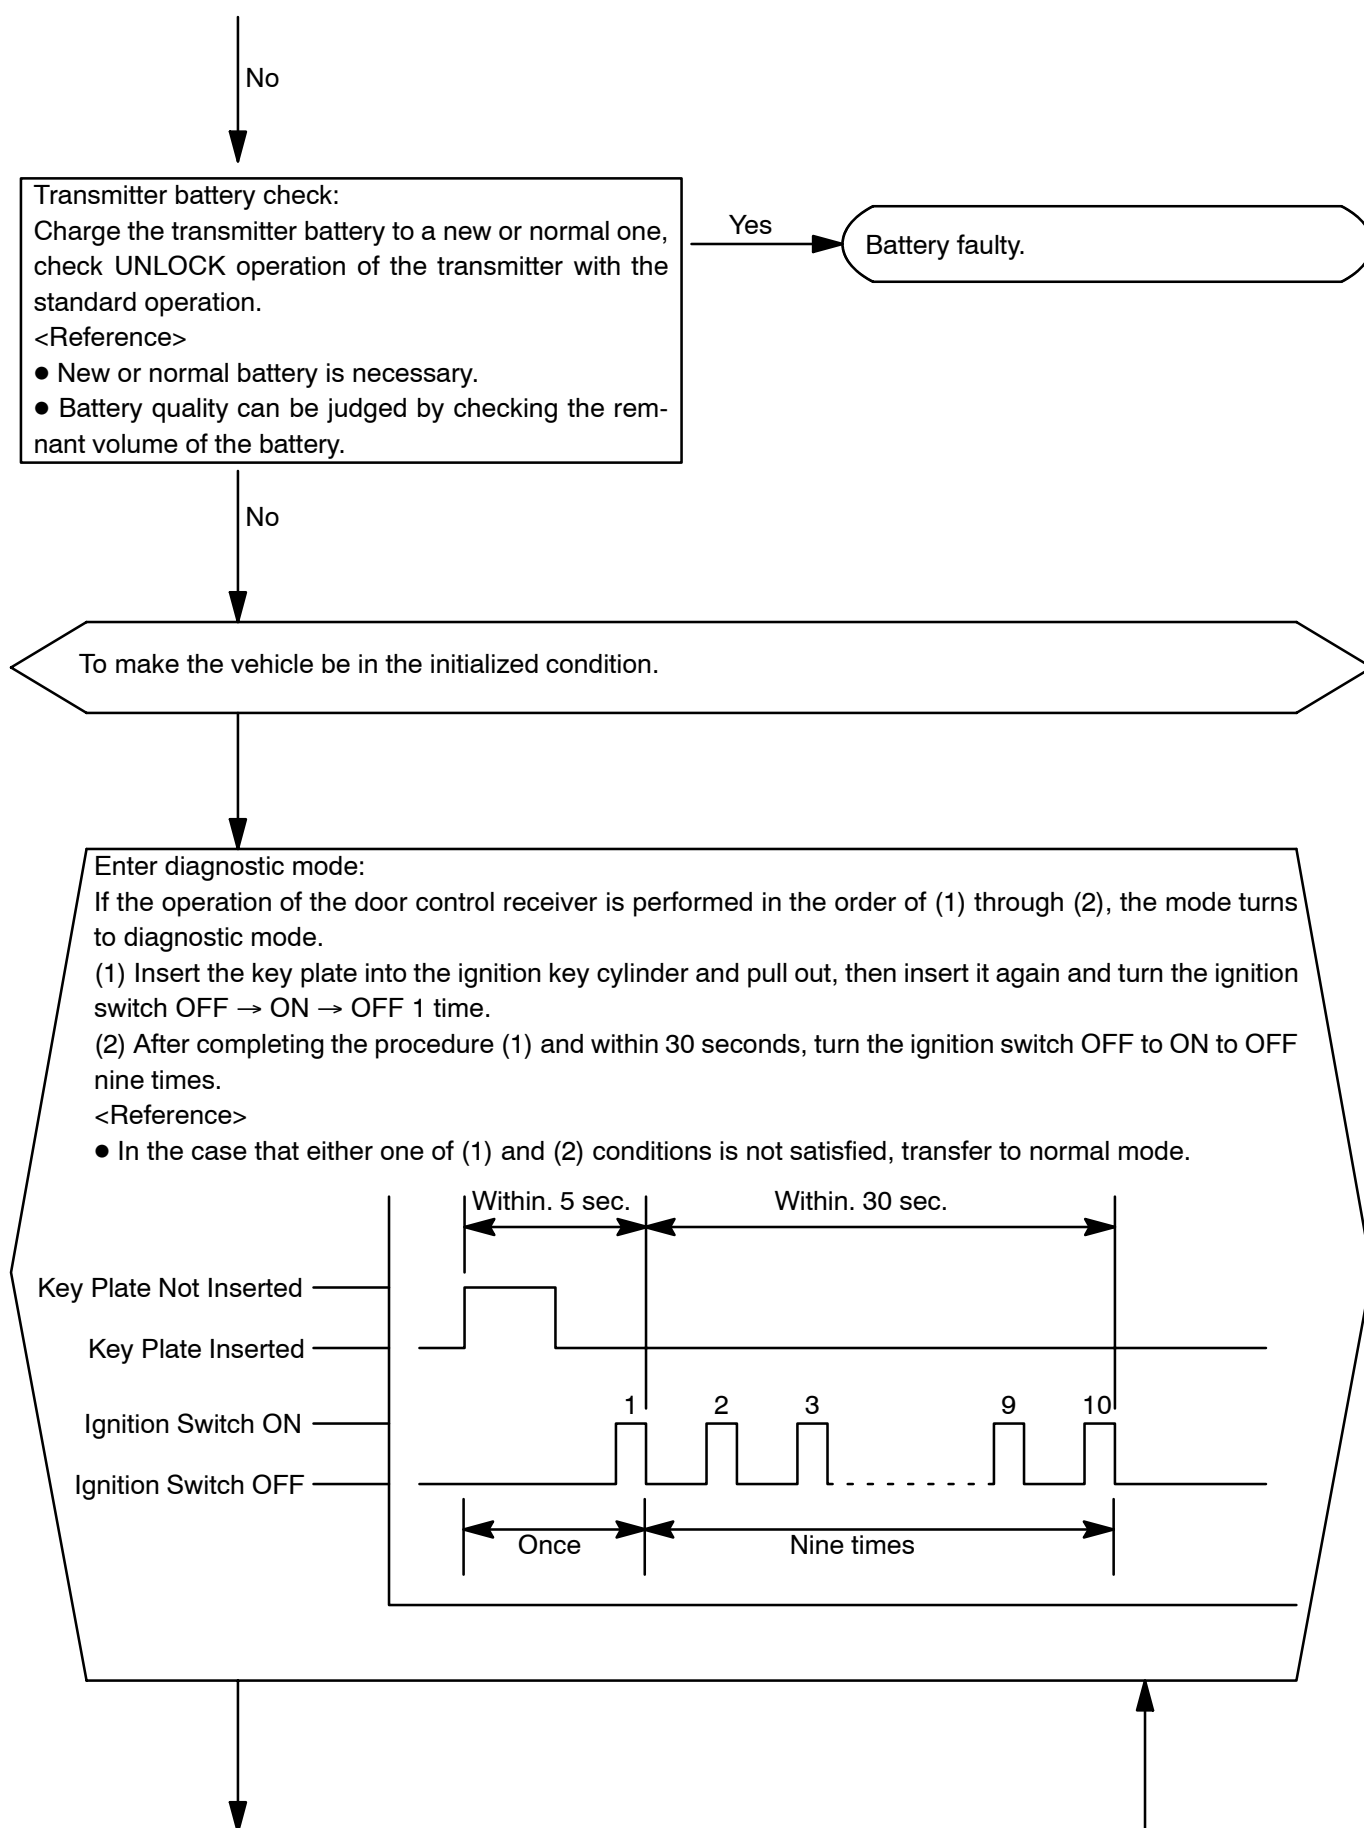 No
Transmitter battery check:
Charge the transmitter battery to a new or normal one,
check UNLOCK operation of the transmitter with the
standard operation.
<Reference>
● New or normal battery is necessary.
● Battery quality can be judged by checking the rem-
nant volume of the battery.
Yes
Battery faulty.
No
To make the vehicle be in the initialized condition.
Enter diagnostic mode:
If the operation of the door control receiver is performed in the order of (1) through (2), the mode turns
to diagnostic mode.
(1) Insert the key plate into the ignition key cylinder and pull out, then insert it again and turn the ignition
switch OFF → ON → OFF 1 time.
(2) After completing the procedure (1) and within 30 seconds, turn the ignition switch OFF to ON to OFF
nine times.
<Reference>
● In the case that either one of (1) and (2) conditions is not satisfied, transfer to normal mode.
Within. 5 sec. Within. 30 sec.
Key Plate Not Inserted
Key Plate Inserted
1 2 3 9 10
Ignition Switch ON
Ignition Switch OFF
Once Nine times